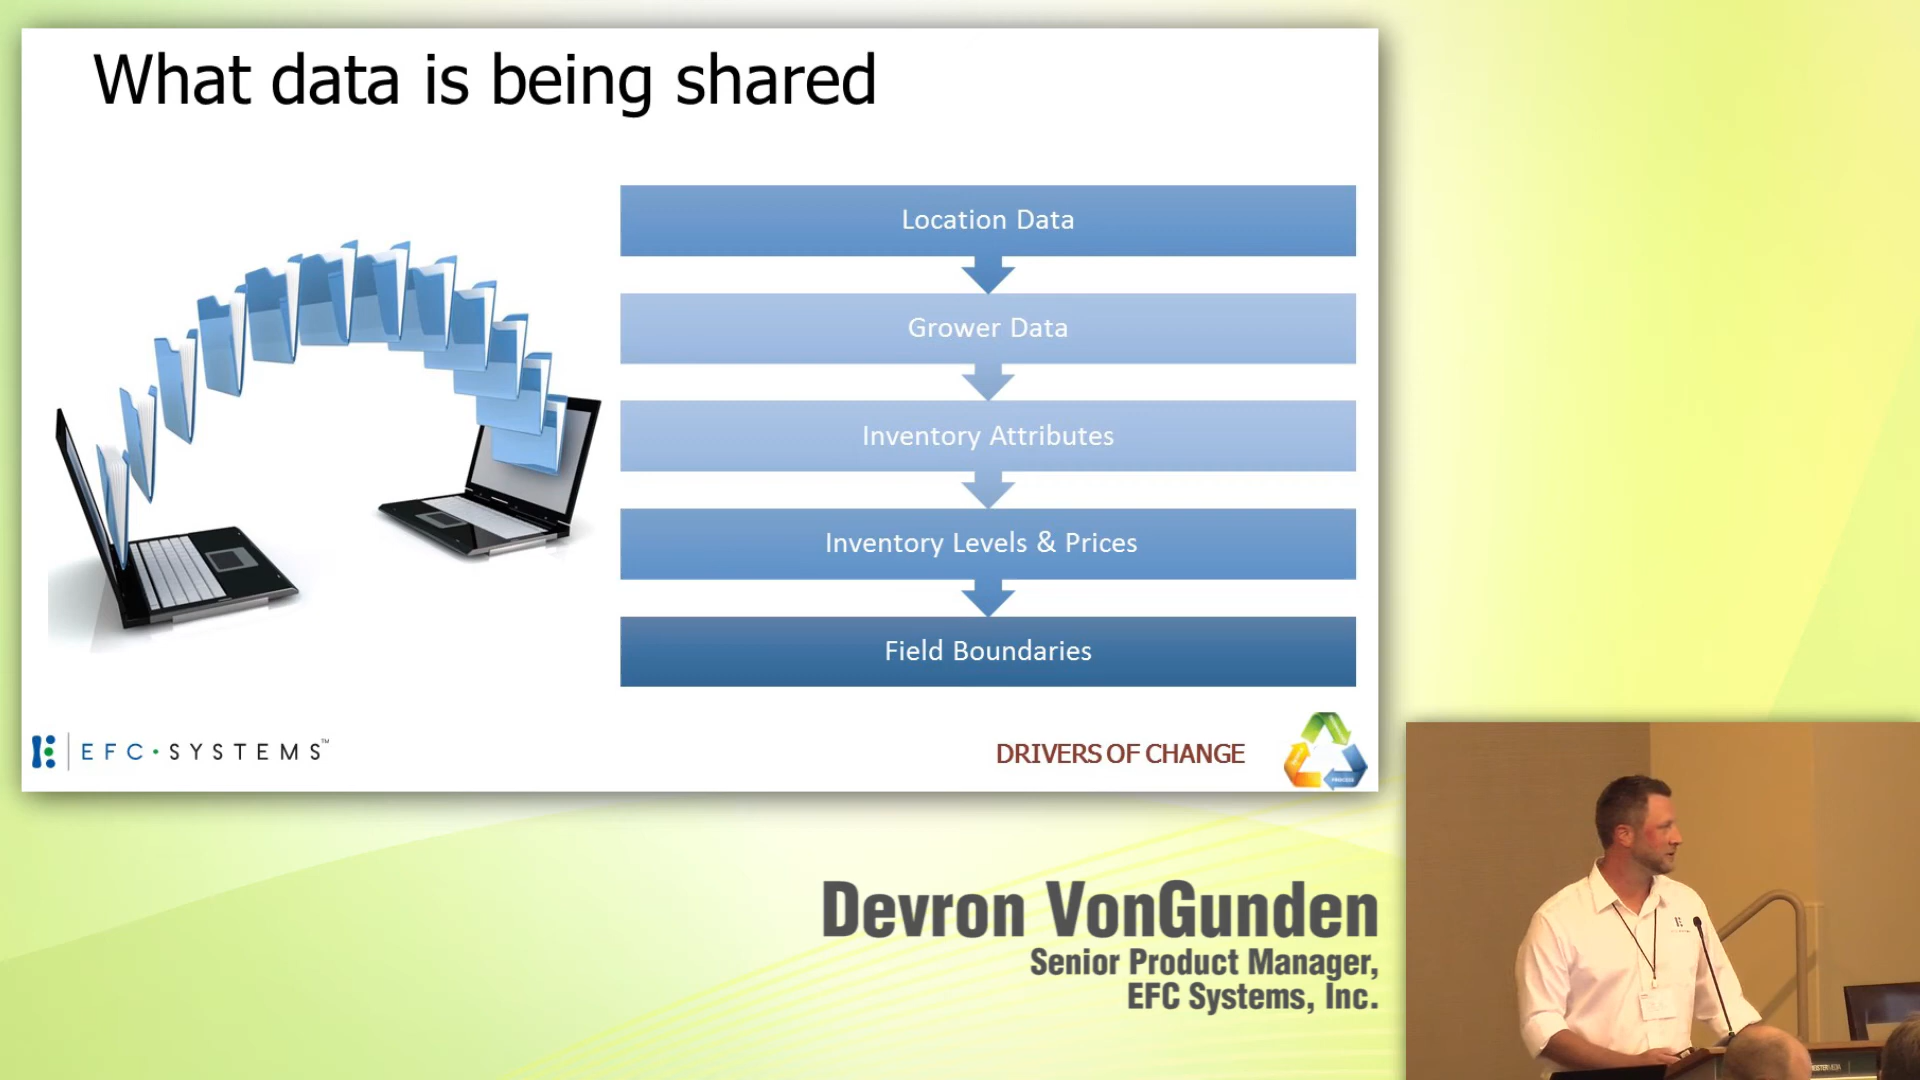 What data is being shared
Location Data
Grower Data
Inventory Attributes
Inventory Levels & Prices
Field Boundaries
EFC·SYSTEMS™
DRIVERS OF CHANGE
PROCESS
Devron VonGunden
Senior Product Manager,
EFC Systems, Inc.